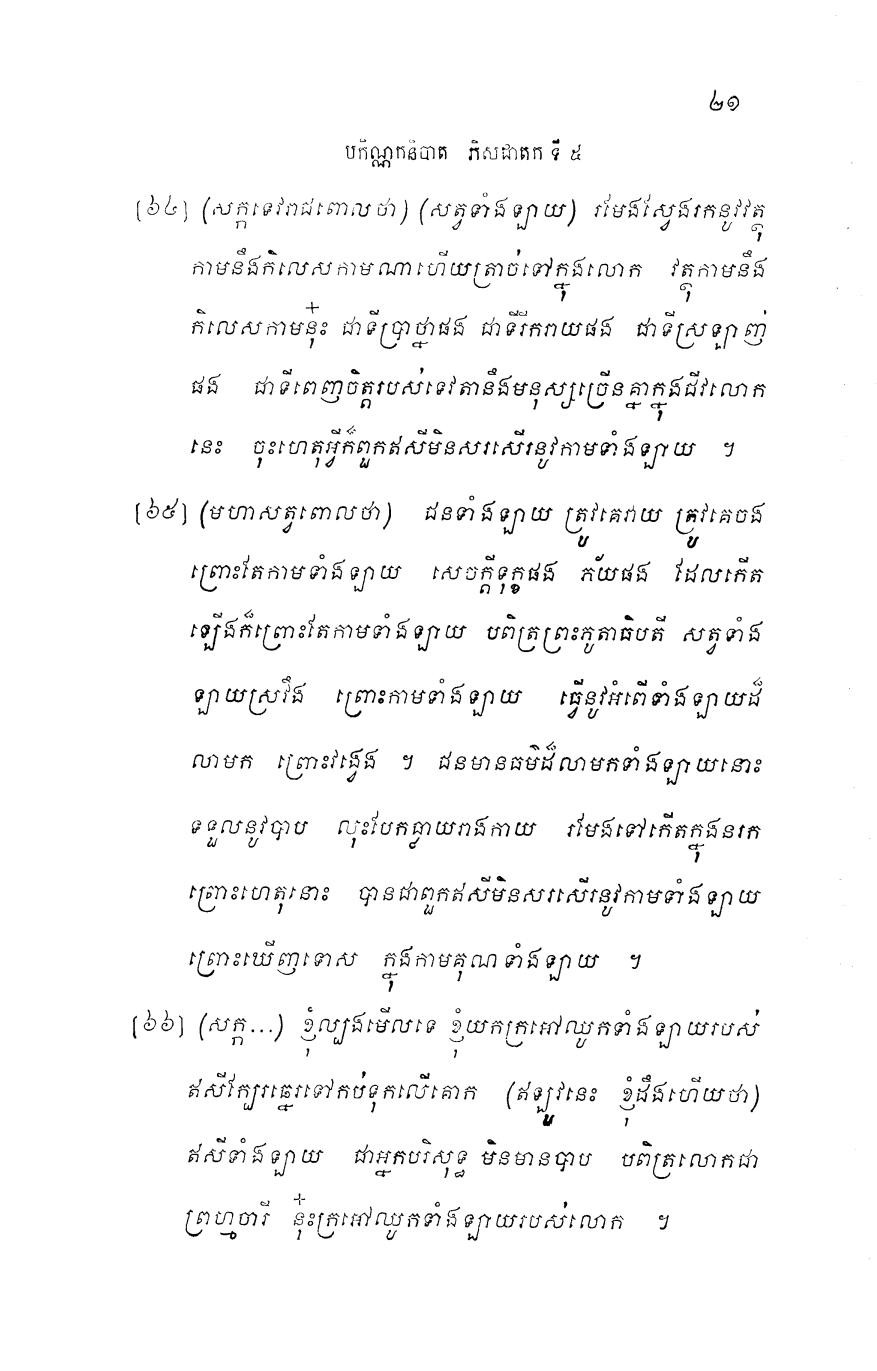 ២១
បកិណ្ណកនិបាត ភិសជាតក ទី ៥
[៦៤] (សក្កទេវរាជពោលថា) (សត្វទាំងឡាយ) រមែងស្វែងរកនូវវត្ថុ
កាមនឹងកិលេសកាមណាហើយត្រាច់ទៅក្នុងលោក វត្ថុកាមនឹង
កិលេសកាមនុ៎ះ ជាទីប្រាថ្នាផង ជាទីរីករាយផង ជាទីស្រឡាញ់
ផង ជាទីពេញចិត្តរបស់ទេវតានឹងមនុស្សច្រើនគ្នាក្នុងជីវលោក
នេះ ចុះហេតុអ្វីក៏ពួកឥសីមិនសរសើរនូវកាមទាំងឡាយ ។
[៦៥] (មហាសត្វពោលថា) ជនទាំងឡាយ ត្រូវគេវាយ ត្រូវគេចង
ព្រោះតែកាមទាំងឡាយ សេចក្តីទុក្ខផង ភ័យផង ដែលកើត
ឡើងក៏ព្រោះតែកាមទាំងឡាយ បពិត្រព្រះភូតាធិបតី សត្វទាំង
ឡាយស្រវឹង ព្រោះកាមទាំងឡាយ ធ្វើនូវអំពើទាំងឡាយដ៏
លាមក ព្រោះវង្វេង ។ ជនមានធម៌ដ៏លាមកទាំងឡាយនោះ
ទទួលនូវបាប លុះបែកធ្លាយរាងកាយ រមែងទៅកើតក្នុងនរក
ព្រោះហេតុនោះ បានជាពួកឥសីមិនសរសើរនូវកាមទាំងឡាយ
ព្រោះឃើញទោស ក្នុងកាមគុណទាំងឡាយ ។
[៦៦] (សក្ក...) ខ្ញុំល្បងមើលទេ ខ្ញុំយកក្រអៅឈូកទាំងឡាយរបស់
ឥសីក្បែរឆ្នេរទៅកប់ទុកលើគោក (ឥឡូវនេះ ខ្ញុំដឹងហើយថា)
ឥសីទាំងឡាយ ជាអ្នកបរិសុទ្ធ មិនមានបាប បពិត្រលោកជា
ព្រហ្មចារី នុ៎ះក្រអៅឈូកទាំងឡាយរបស់លោក ។